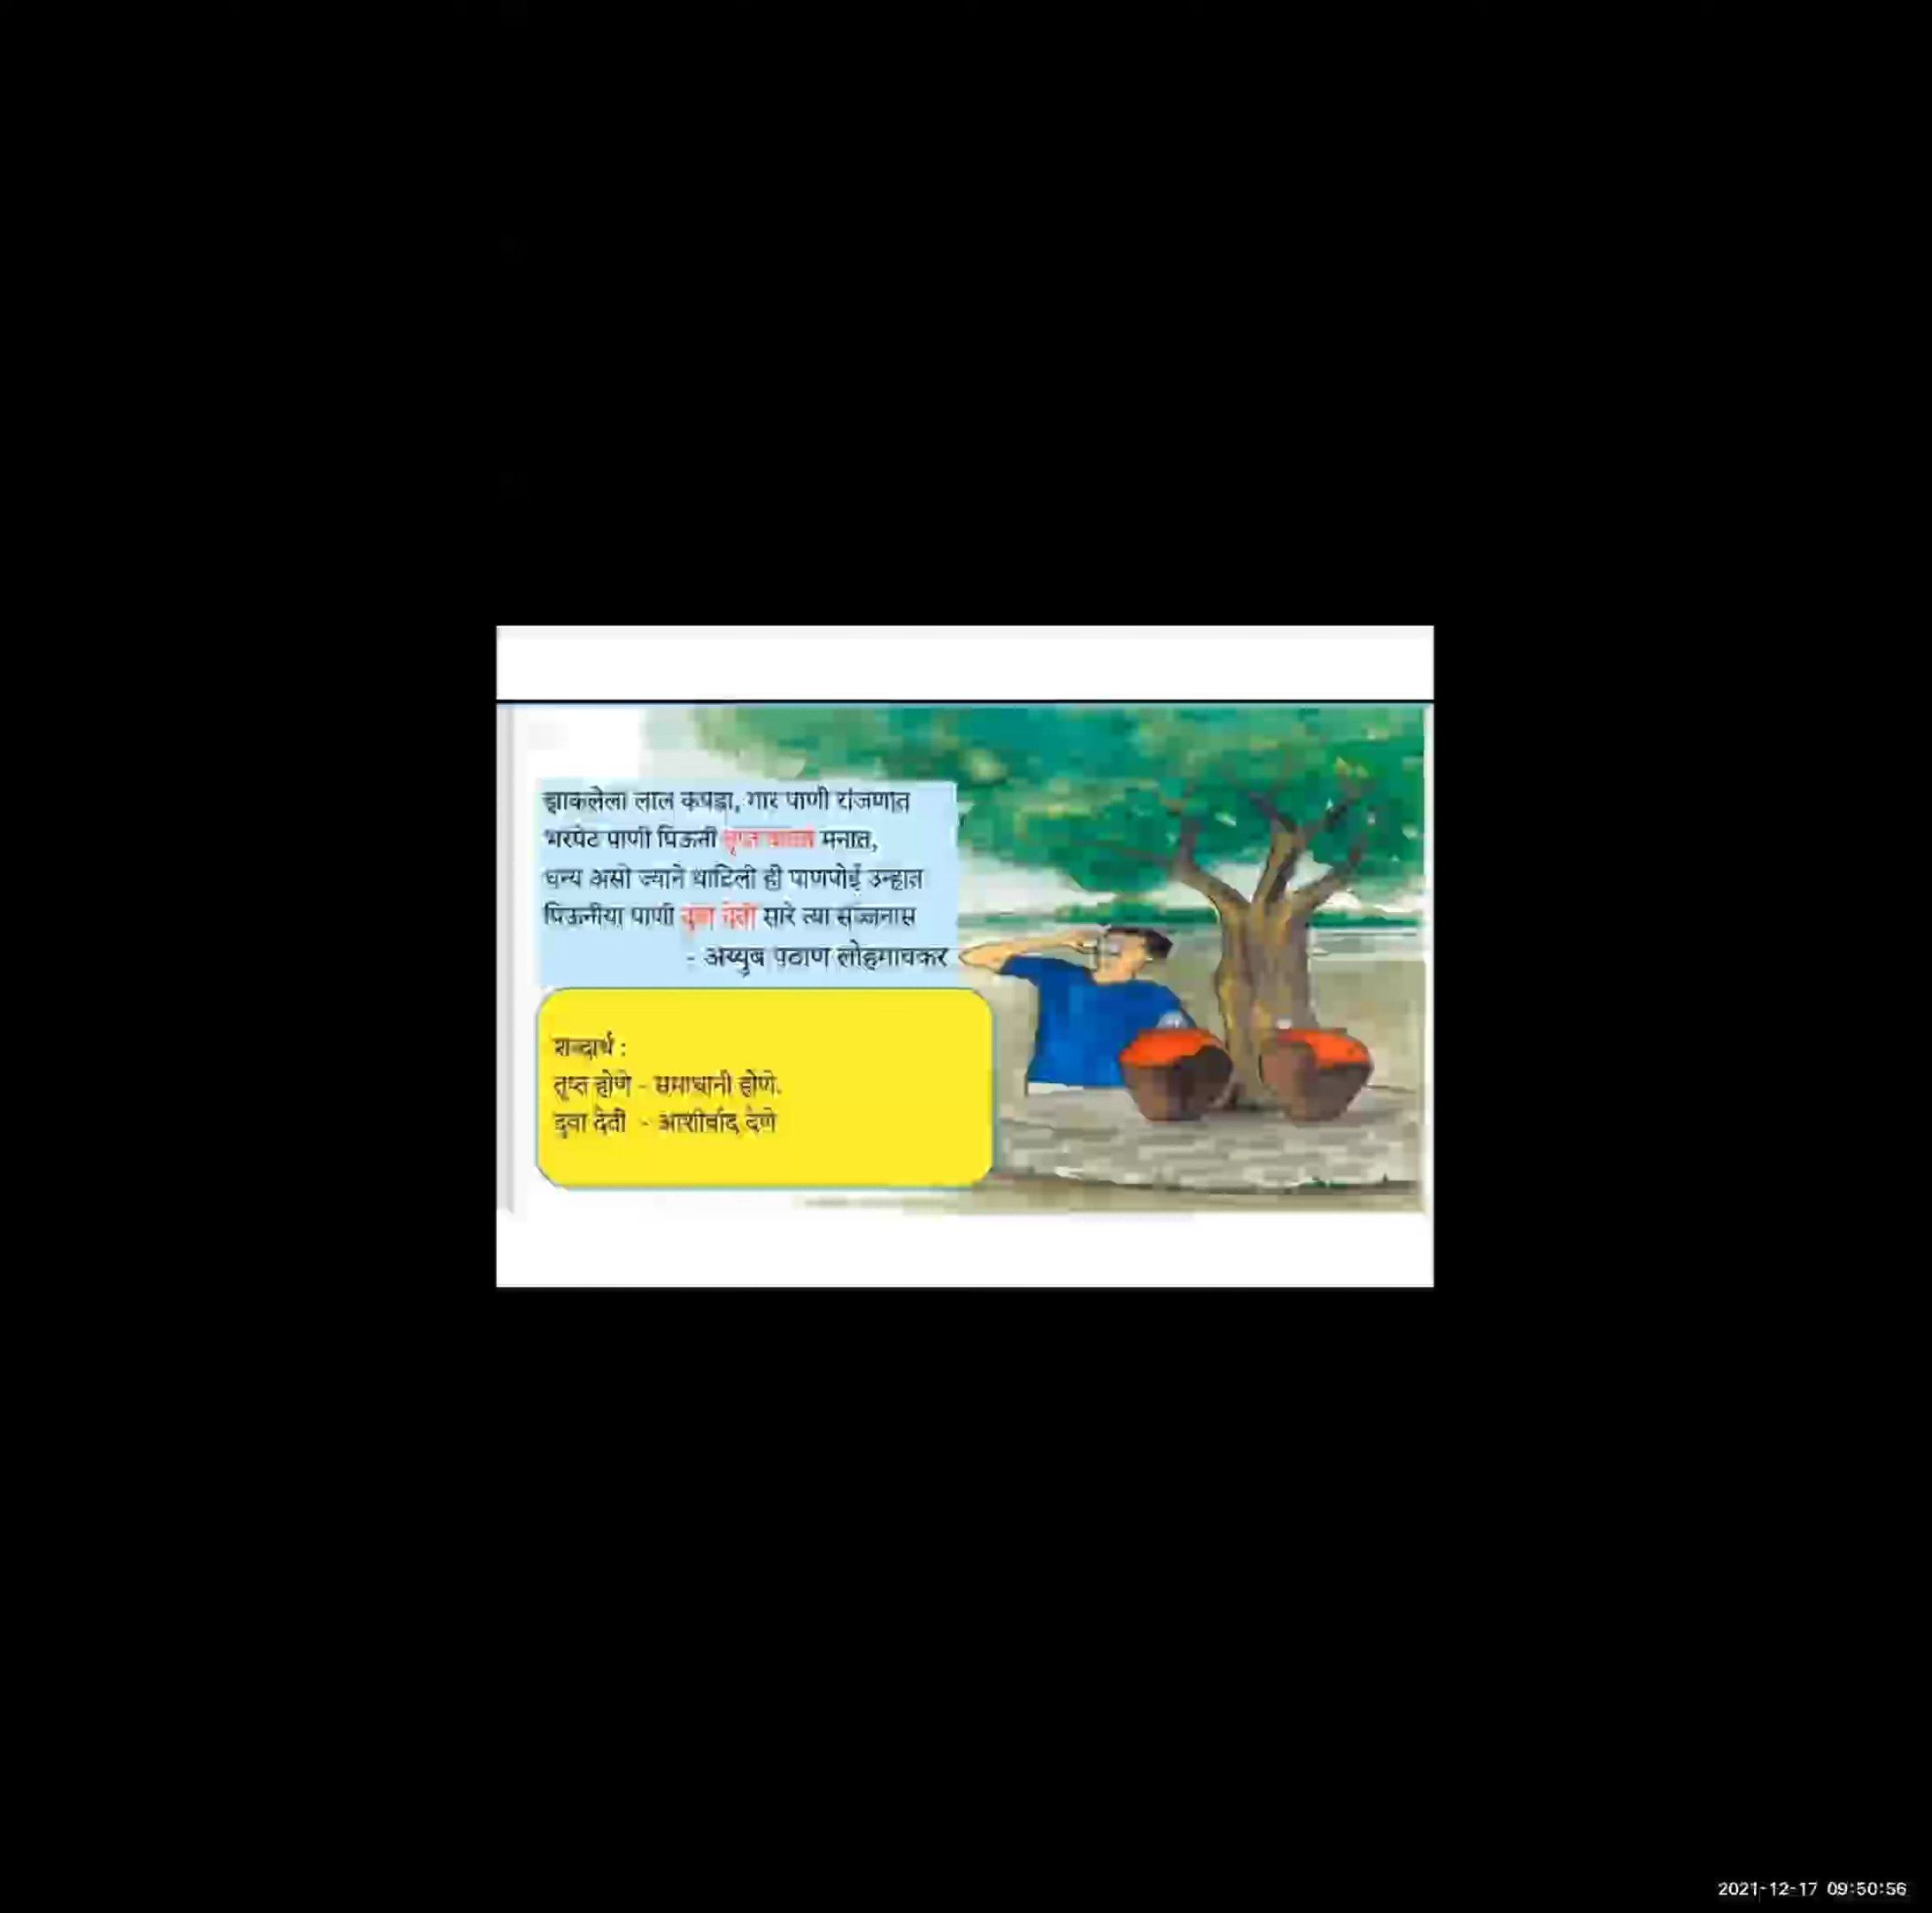 झाकलेला लाल कपडा, गार पाणी रांजणात
भरपेट पाणी पिऊनी तृप्त मनात,
धन्य असो ज्याने थाटिली ही पाणपोई उन्हात
पिऊनीया पाणी दुवा देती सारे त्या सज्जनास
- अय्युब पठाण लोहगावकर
शब्दार्थ :
तृप्त होणे - समाधानी होणे.
दुवा देती - आशीर्वाद देणे
2021-12-17 09:50:56